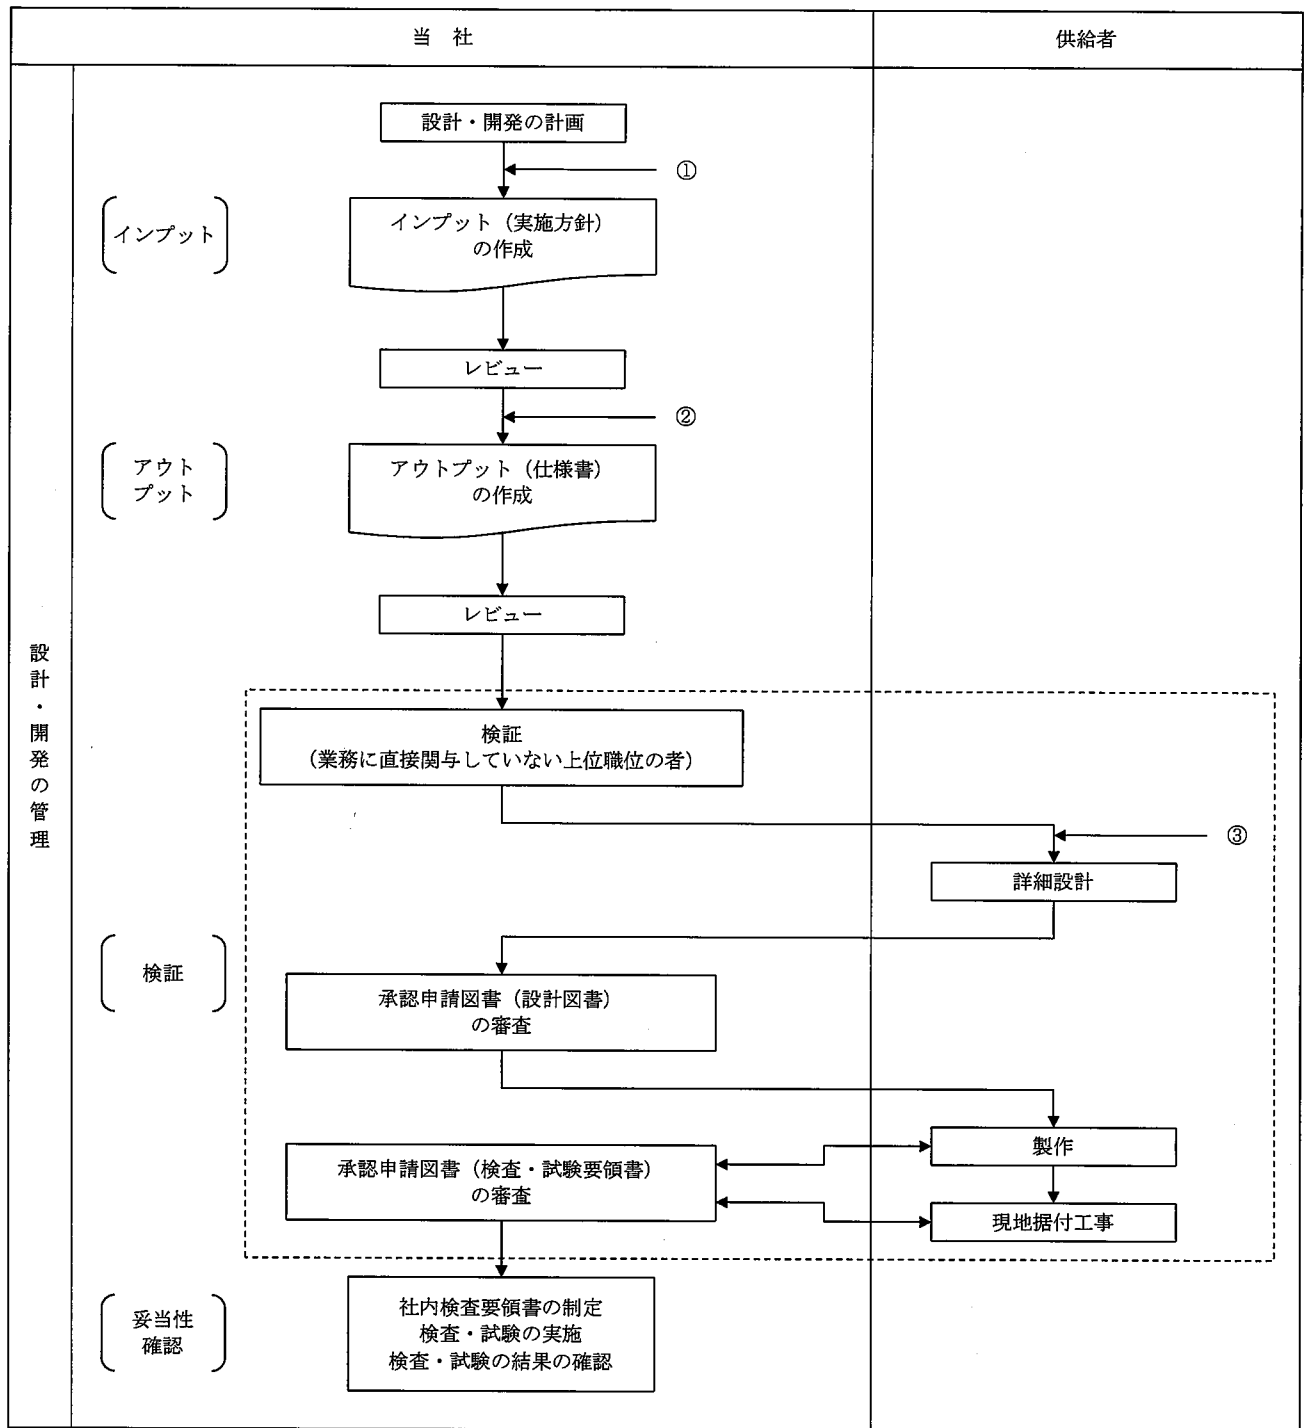 当 社
供給者
設計・開発の管理
設計・開発の計画
①
〔インプット〕
インプット（実施方針）
の作成
レビュー
②
〔アウト
プット〕
アウトプット（仕様書）
の作成
レビュー
検証
（業務に直接関与していない上位職位の者）
③
詳細設計
〔検証〕
承認申請図書（設計図書）
の審査
製作
承認申請図書（検査・試験要領書）
の審査
現地据付工事
〔妥当性
確認〕
社内検査要領書の制定
検査・試験の実施
検査・試験の結果の確認